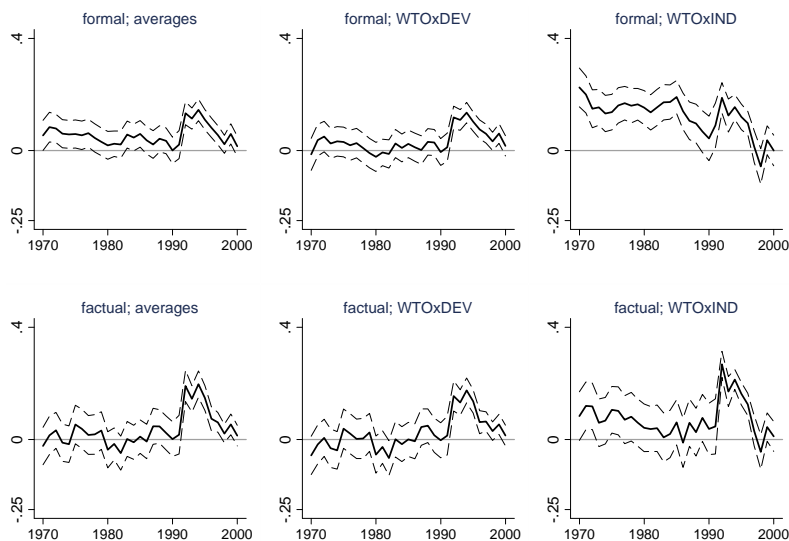 formal; averages
formal; WTOxDEV
formal; WTOxIND
.4
0
-.25
1970 1980 1990 2000
.4
0
-.25
1970 1980 1990 2000
.4
0
-.25
1970 1980 1990 2000
factual; averages
factual; WTOxDEV
factual; WTOxIND
.4
0
-.25
1970 1980 1990 2000
.4
0
-.25
1970 1980 1990 2000
.4
0
-.25
1970 1980 1990 2000